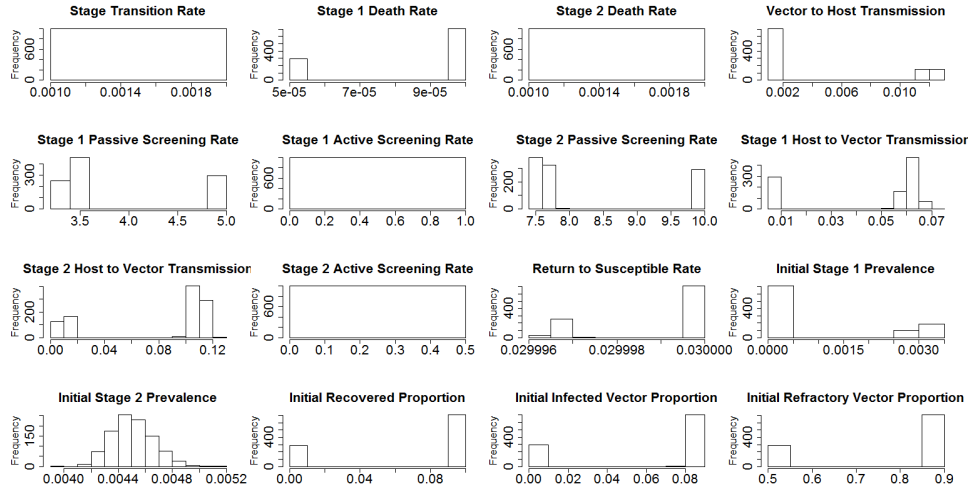 Stage Transition Rate
Frequency
0 600
0.0010 0.0014 0.0018
Stage 1 Death Rate
Frequency
0 400
5e-05 7e-05 9e-05
Stage 2 Death Rate
Frequency
0 600
0.0010 0.0014 0.0018
Vector to Host Transmission
Frequency
0 400
0.002 0.006 0.010
Stage 1 Passive Screening Rate
Frequency
0 300
3.5 4.0 4.5 5.0
Stage 1 Active Screening Rate
Frequency
0 600
0.0 0.2 0.4 0.6 0.8 1.0
Stage 2 Passive Screening Rate
Frequency
0 200
7.5 8.0 8.5 9.0 9.5 10.0
Stage 1 Host to Vector Transmission
Frequency
0 300
0.01 0.03 0.05 0.07
Stage 2 Host to Vector Transmission
Frequency
0 200
0.00 0.04 0.08 0.12
Stage 2 Active Screening Rate
Frequency
0 600
0.0 0.1 0.2 0.3 0.4 0.5
Return to Susceptible Rate
Frequency
0 400
0.029996 0.029998 0.030000
Initial Stage 1 Prevalence
Frequency
0 400
0.0000 0.0015 0.0030
Initial Stage 2 Prevalence
Frequency
0 150
0.0040 0.0044 0.0048 0.0052
Initial Recovered Proportion
Frequency
0 400
0.00 0.04 0.08
Initial Infected Vector Proportion
Frequency
0 400
0.00 0.02 0.04 0.06 0.08
Initial Refractory Vector Proportion
Frequency
0 400
0.5 0.6 0.7 0.8 0.9